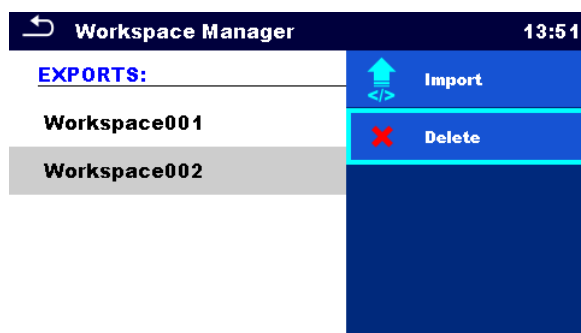 Workspace Manager 13:51
EXPORTS:
Import
Workspace001
Delete
Workspace002